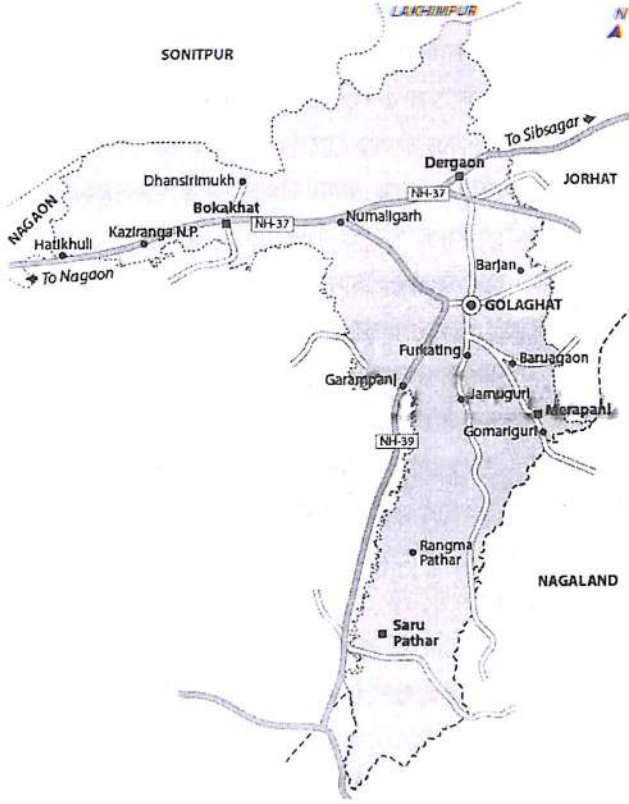 LAKHIMPUR
N
SONITPUR
To Sibsagar
Dergaon
JORHAT
Dhansirimukh
NH-37
NAGAON
Bokakhat
NH-37
Numaligarh
Kaziranga N.P.
Hatikhuli
To Nagaon
Barjan
GOLAGHAT
Furkating
Baruagaon
Garampani
Jamuguri
Merapani
Gomariguri
NH-39
Rangma
Pathar
NAGALAND
Saru
Pathar